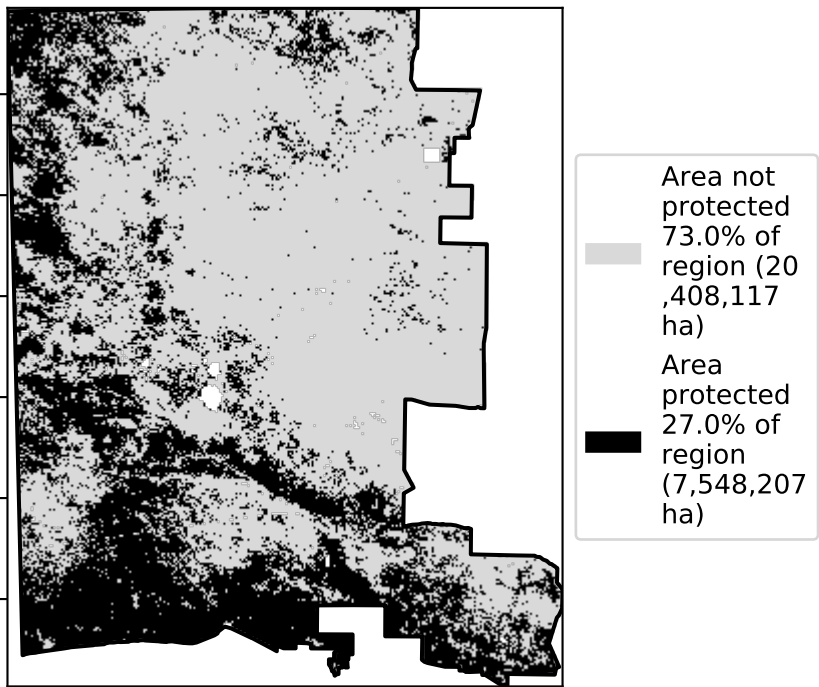 Area not
protected
73.0% of
region (20
,408,117
ha)
Area
protected
27.0% of
region
(7,548,207
ha)